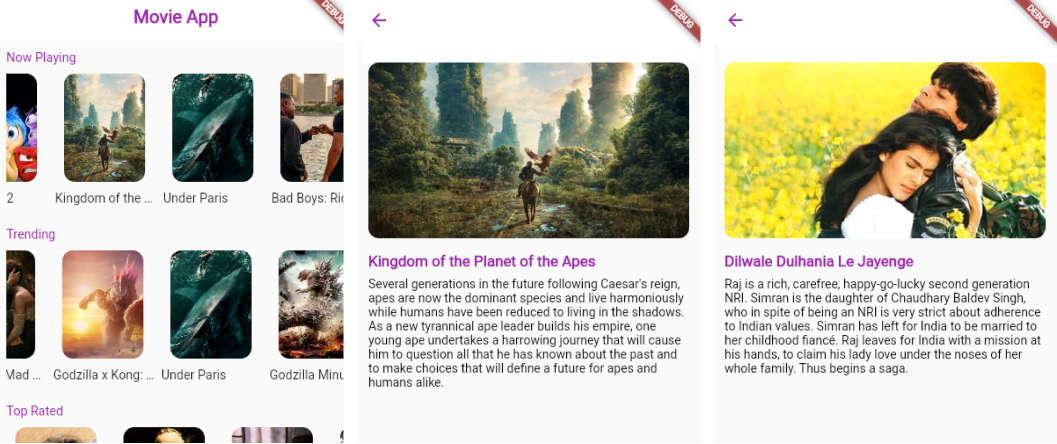 Movie App
DEBUG
Now Playing
2
Kingdom of the ...
Under Paris
Bad Boys: Ric
Trending
Mad ...
Godzilla x Kong: ...
Under Paris
Godzilla Minu
Top Rated
DEBUG
Kingdom of the Planet of the Apes
Several generations in the future following Caesar's reign,
apes are now the dominant species and live harmoniously
while humans have been reduced to living in the shadows.
As a new tyrannical ape leader builds his empire, one
young ape undertakes a harrowing journey that will cause
him to question all that he has known about the past and
to make choices that will define a future for apes and
humans alike.
DEBUG
Dilwale Dulhania Le Jayenge
Raj is a rich, carefree, happy-go-lucky second generation
NRI. Simran is the daughter of Chaudhary Baldev Singh,
who in spite of being an NRI is very strict about adherence
to Indian values. Simran has left for India to be married to
her childhood fiancé. Raj leaves for India with a mission at
his hands, to claim his lady love under the noses of her
whole family. Thus begins a saga.